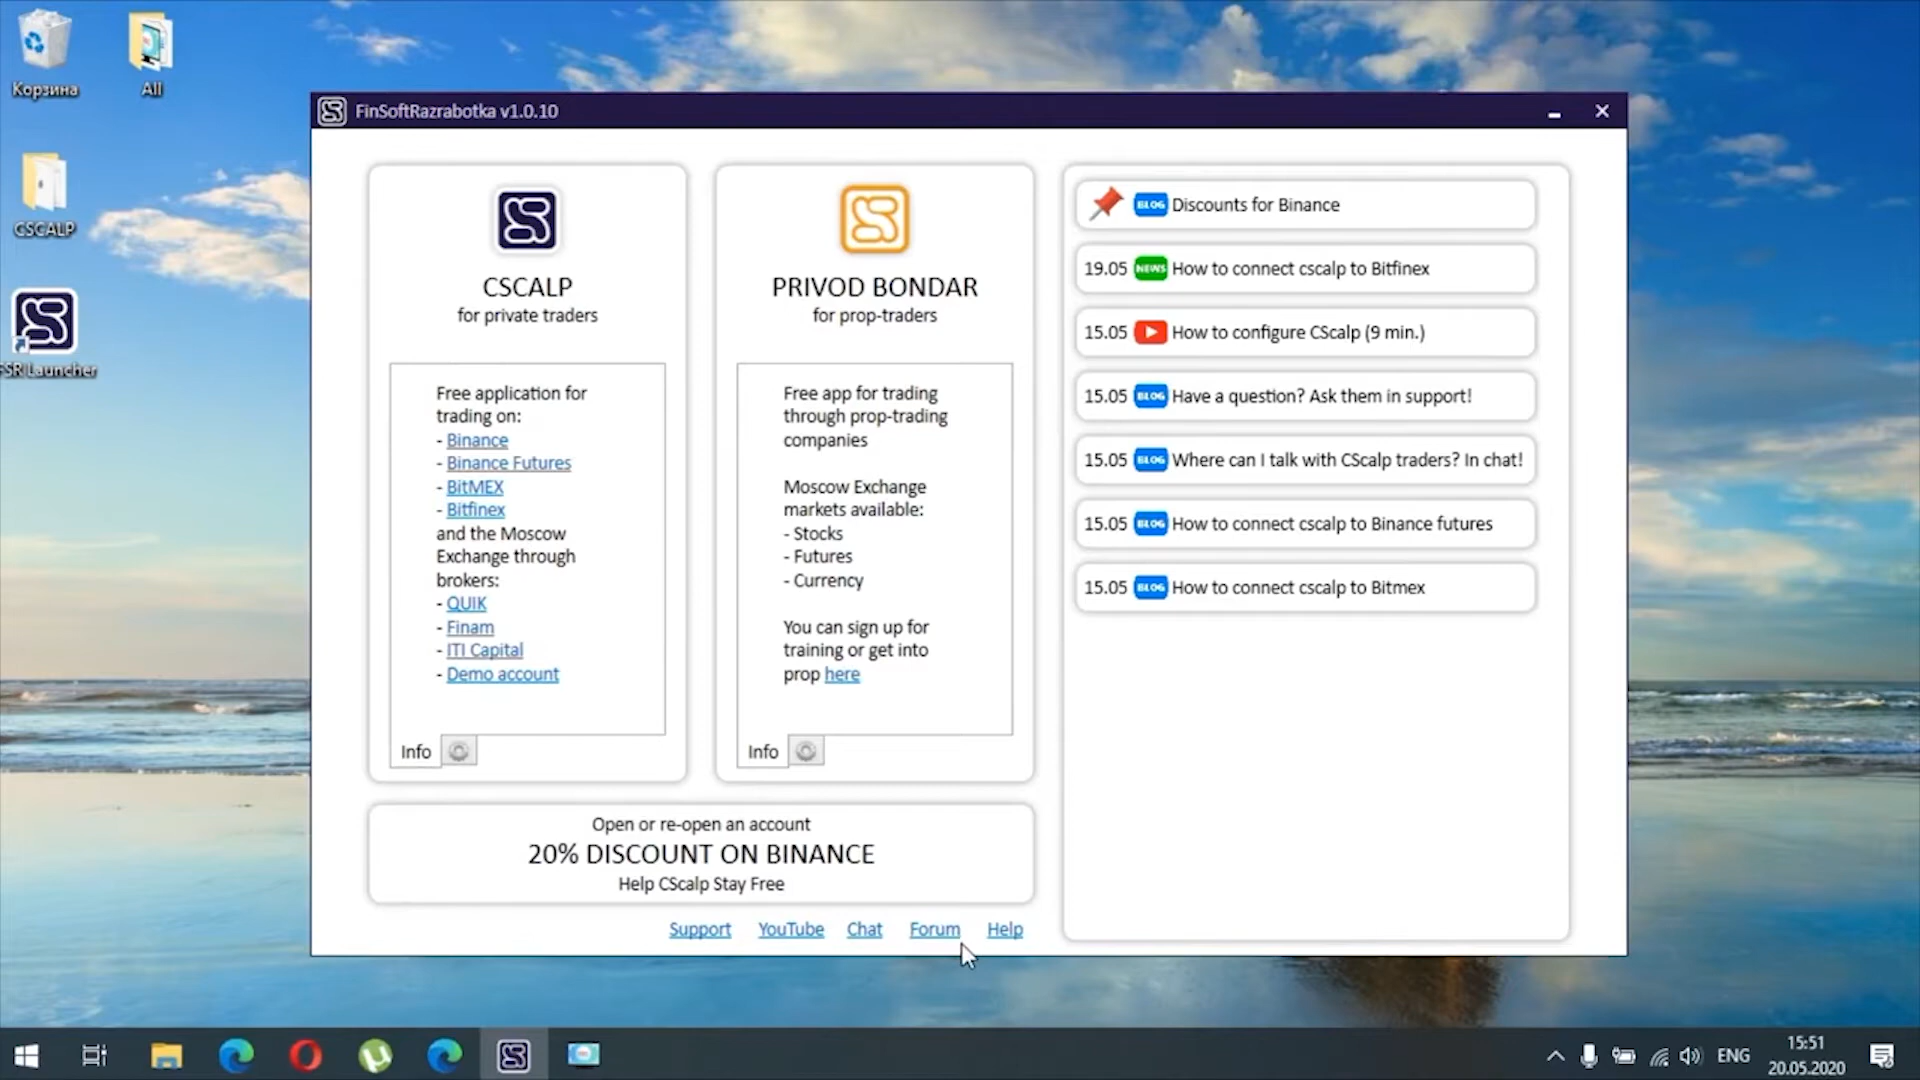 Корзина
All
CSCALP
FSR Launcher
FinSoftRazrabotka v1.0.10
CSCALP
for private traders
Free application for
trading on:
- Binance
- Binance Futures
- BitMEX
- Bitfinex
and the Moscow
Exchange through
brokers:
- QUIK
- Finam
- ITI Capital
- Demo account
Info
PRIVOD BONDAR
for prop-traders
Free app for trading
through prop-trading
companies
Moscow Exchange
markets available:
- Stocks
- Futures
- Currency
You can sign up for
training or get into
prop here
Info
BLOG Discounts for Binance
19.05 NEWS How to connect cscalp to Bitfinex
15.05 How to configure CScalp (9 min.)
15.05 BLOG Have a question? Ask them in support!
15.05 BLOG Where can I talk with CScalp traders? In chat!
15.05 BLOG How to connect cscalp to Binance futures
15.05 BLOG How to connect cscalp to Bitmex
Open or re-open an account
20% DISCOUNT ON BINANCE
Help CScalp Stay Free
Support YouTube Chat Forum Help
ENG
15:51
20.05.2020